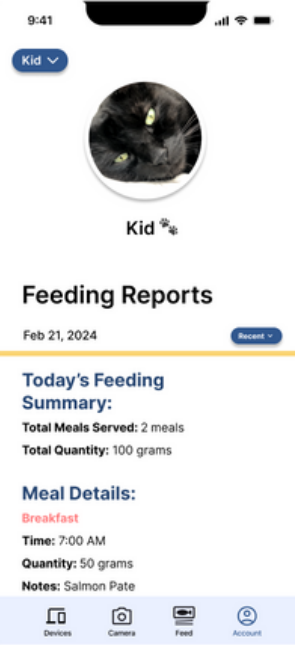 9:41
Kid
Kid
Feeding Reports
Feb 21, 2024
Recent
Today's Feeding
Summary:
Total Meals Served: 2 meals
Total Quantity: 100 grams
Meal Details:
Breakfast
Time: 7:00 AM
Quantity: 50 grams
Notes: Salmon Pate
Devices
Camera
Feed
Account